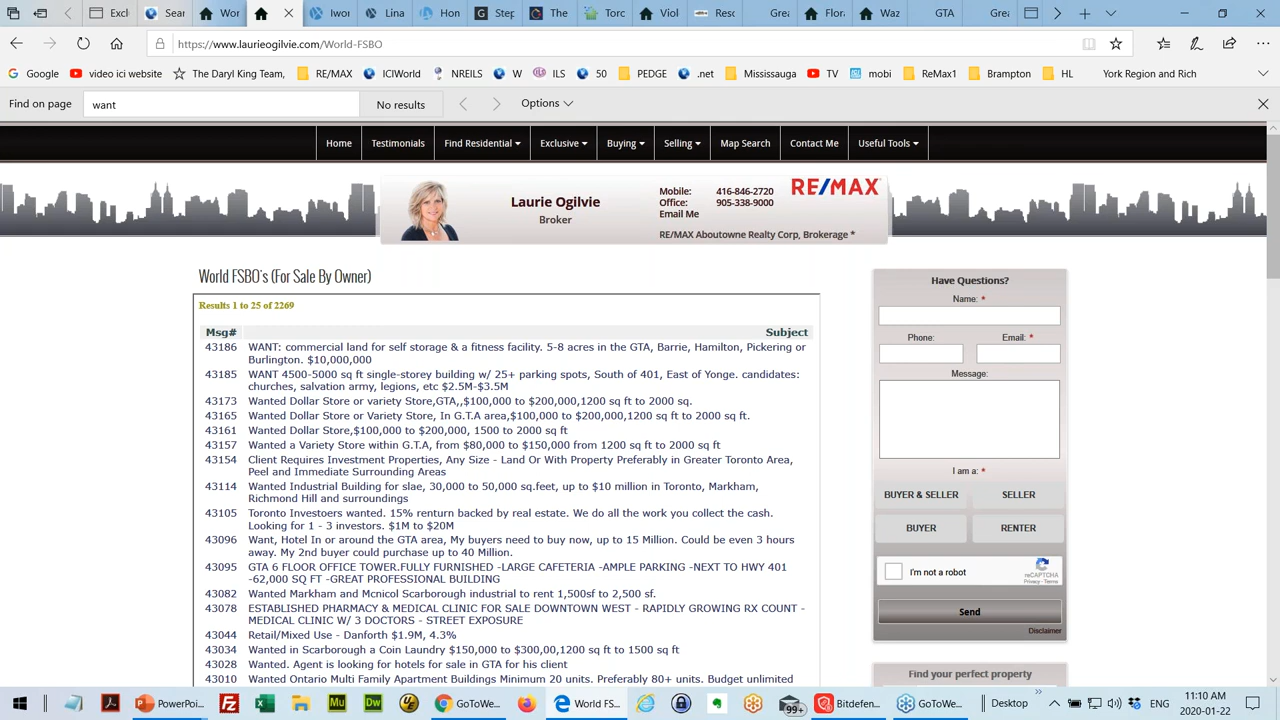 Flori
Waz
GTA
Grei
https://www.laurieogilvie.com/World-FSBO
Google
video ici website
The Daryl King Team,
RE/MAX
ICIWorld
NREILS
W
ILS
50
PEDGE
.net
Mississauga
TV
mobi
ReMax1
Brampton
HL
York Region and Rich
Find on page
want
No results
Options
Home
Testimonials
Find Residential
Exclusive
Buying
Selling
Map Search
Contact Me
Useful Tools
Laurie Ogilvie
Broker
Mobile: 416-846-2720
Office: 905-338-9000
Email Me
RE/MAX
RE/MAX Aboutowne Realty Corp, Brokerage *
World FSBO's (For Sale By Owner)
Results 1 to 25 of 2269
Msg# Subject
43186 WANT: commercial land for self storage & a fitness facility. 5-8 acres in the GTA, Barrie, Hamilton, Pickering or
Burlington. $10,000,000
43185 WANT 4500-5000 sq ft single-storey building w/ 25+ parking spots, South of 401, East of Yonge. candidates:
churches, salvation army, legions, etc $2.5M-$3.5M
43173 Wanted Dollar Store or variety Store,GTA,,$100,000 to $200,000,1200 sq ft to 2000 sq.
43165 Wanted Dollar Store or Variety Store, In G.T.A area,$100,000 to $200,000,1200 sq ft to 2000 sq ft.
43161 Wanted Dollar Store,$100,000 to $200,000, 1500 to 2000 sq ft
43157 Wanted a Variety Store within G.T.A, from $80,000 to $150,000 from 1200 sq ft to 2000 sq ft
43154 Client Requires Investment Properties, Any Size - Land Or With Property Preferably in Greater Toronto Area,
Peel and Immediate Surrounding Areas
43114 Wanted Industrial Building for slae, 30,000 to 50,000 sq.feet, up to $10 million in Toronto, Markham,
Richmond Hill and surroundings
43105 Toronto Investoers wanted. 15% renturn backed by real estate. We do all the work you collect the cash.
Looking for 1 - 3 investors. $1M to $20M
43096 Want, Hotel In or around the GTA area, My buyers need to buy now, up to 15 Million. Could be even 3 hours
away. My 2nd buyer could purchase up to 40 Million.
43095 GTA 6 FLOOR OFFICE TOWER.FULLY FURNISHED -LARGE CAFETERIA -AMPLE PARKING -NEXT TO HWY 401
-62,000 SQ FT -GREAT PROFESSIONAL BUILDING
43082 Wanted Markham and Mcnicol Scarborough industrial to rent 1,500sf to 2,500 sf.
43078 ESTABLISHED PHARMACY & MEDICAL CLINIC FOR SALE DOWNTOWN WEST - RAPIDLY GROWING RX COUNT -
MEDICAL CLINIC W/ 3 DOCTORS - STREET EXPOSURE
43044 Retail/Mixed Use - Danforth $1.9M, 4.3%
43034 Wanted in Scarborough a Coin Laundry $150,000 to $300,00,1200 sq ft to 1500 sf
43028 Wanted. Agent is looking for hotels for sale in GTA for his client
43010 Wanted Ontario Multi Family Apartment Buildings Minimum 20 units. Preferably 80+ units. Budget unlimited
Have Questions?
Name: *
Phone: Email: *
Message:
I am a: *
BUYER & SELLER
SELLER
BUYER
RENTER
I'm not a robot
reCAPTCHA
Privacy - Terms
Send
Disclaimer
Find your perfect property
PowerPoi...
GoToWe...
World FS...
99+
Bitdefen...
GoToWe...
Desktop
ENG
11:10 AM
2020-01-22